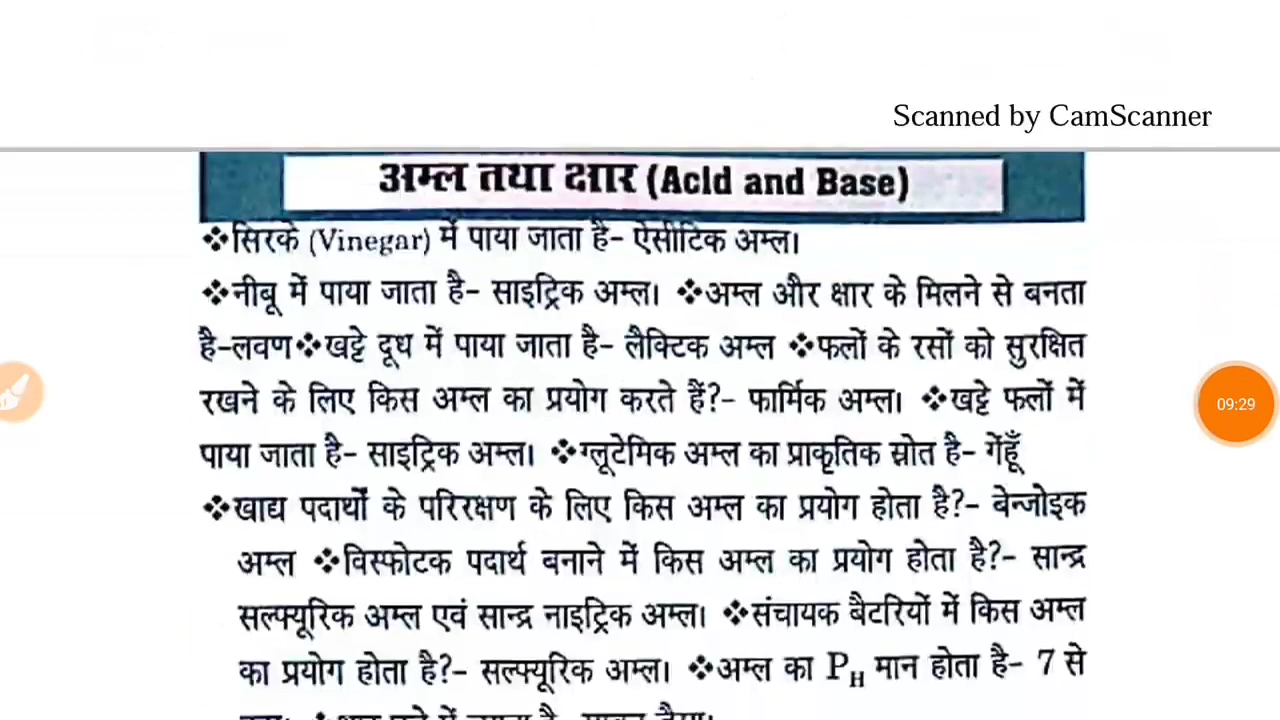 Scanned by CamScanner
अम्ल तथा क्षार (Acid and Base)
❖सिरके (Vinegar) में पाया जाता है- ऐसीटिक अम्ल।
❖नीबू में पाया जाता है- साइट्रिक अम्ल। ❖अम्ल और क्षार के मिलने से बनता
है-लवण❖खट्टे दूध में पाया जाता है- लैक्टिक अम्ल ❖फलों के रसों को सुरक्षित
रखने के लिए किस अम्ल का प्रयोग करते हैं?- फार्मिक अम्ल। ❖खट्टे फलों में
पाया जाता है- साइट्रिक अम्ल। ❖ग्लूटेमिक अम्ल का प्राकृतिक स्रोत है- गेंहूँ
❖खाद्य पदार्थों के परिरक्षण के लिए किस अम्ल का प्रयोग होता है?- बेन्जोइक
अम्ल ❖विस्फोटक पदार्थ बनाने में किस अम्ल का प्रयोग होता है?- सान्द्र
सल्फ्यूरिक अम्ल एवं सान्द्र नाइट्रिक अम्ल। ❖संचायक बैटरियों में किस अम्ल
का प्रयोग होता है?- सल्फ्यूरिक अम्ल। ❖अम्ल का PH मान होता है- 7 से
09:29